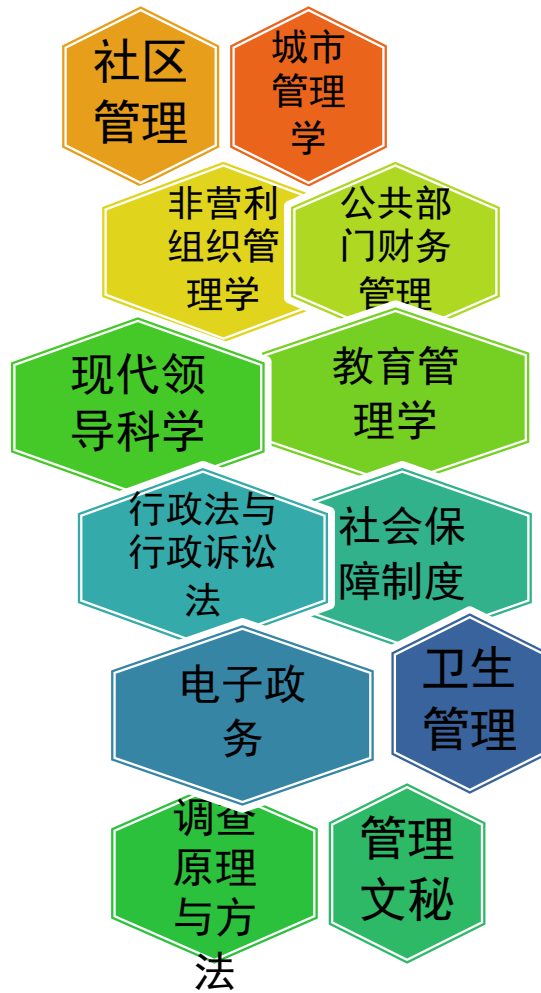 社区
管理
城市
管理
学
非营利
组织管
理学
公共部
门财务
管理
现代领
导科学
教育管
理学
行政法与
行政诉讼
法
社会保
障制度
电子政
务
卫生
管理
调查
原理
与方
法
管理
文秘